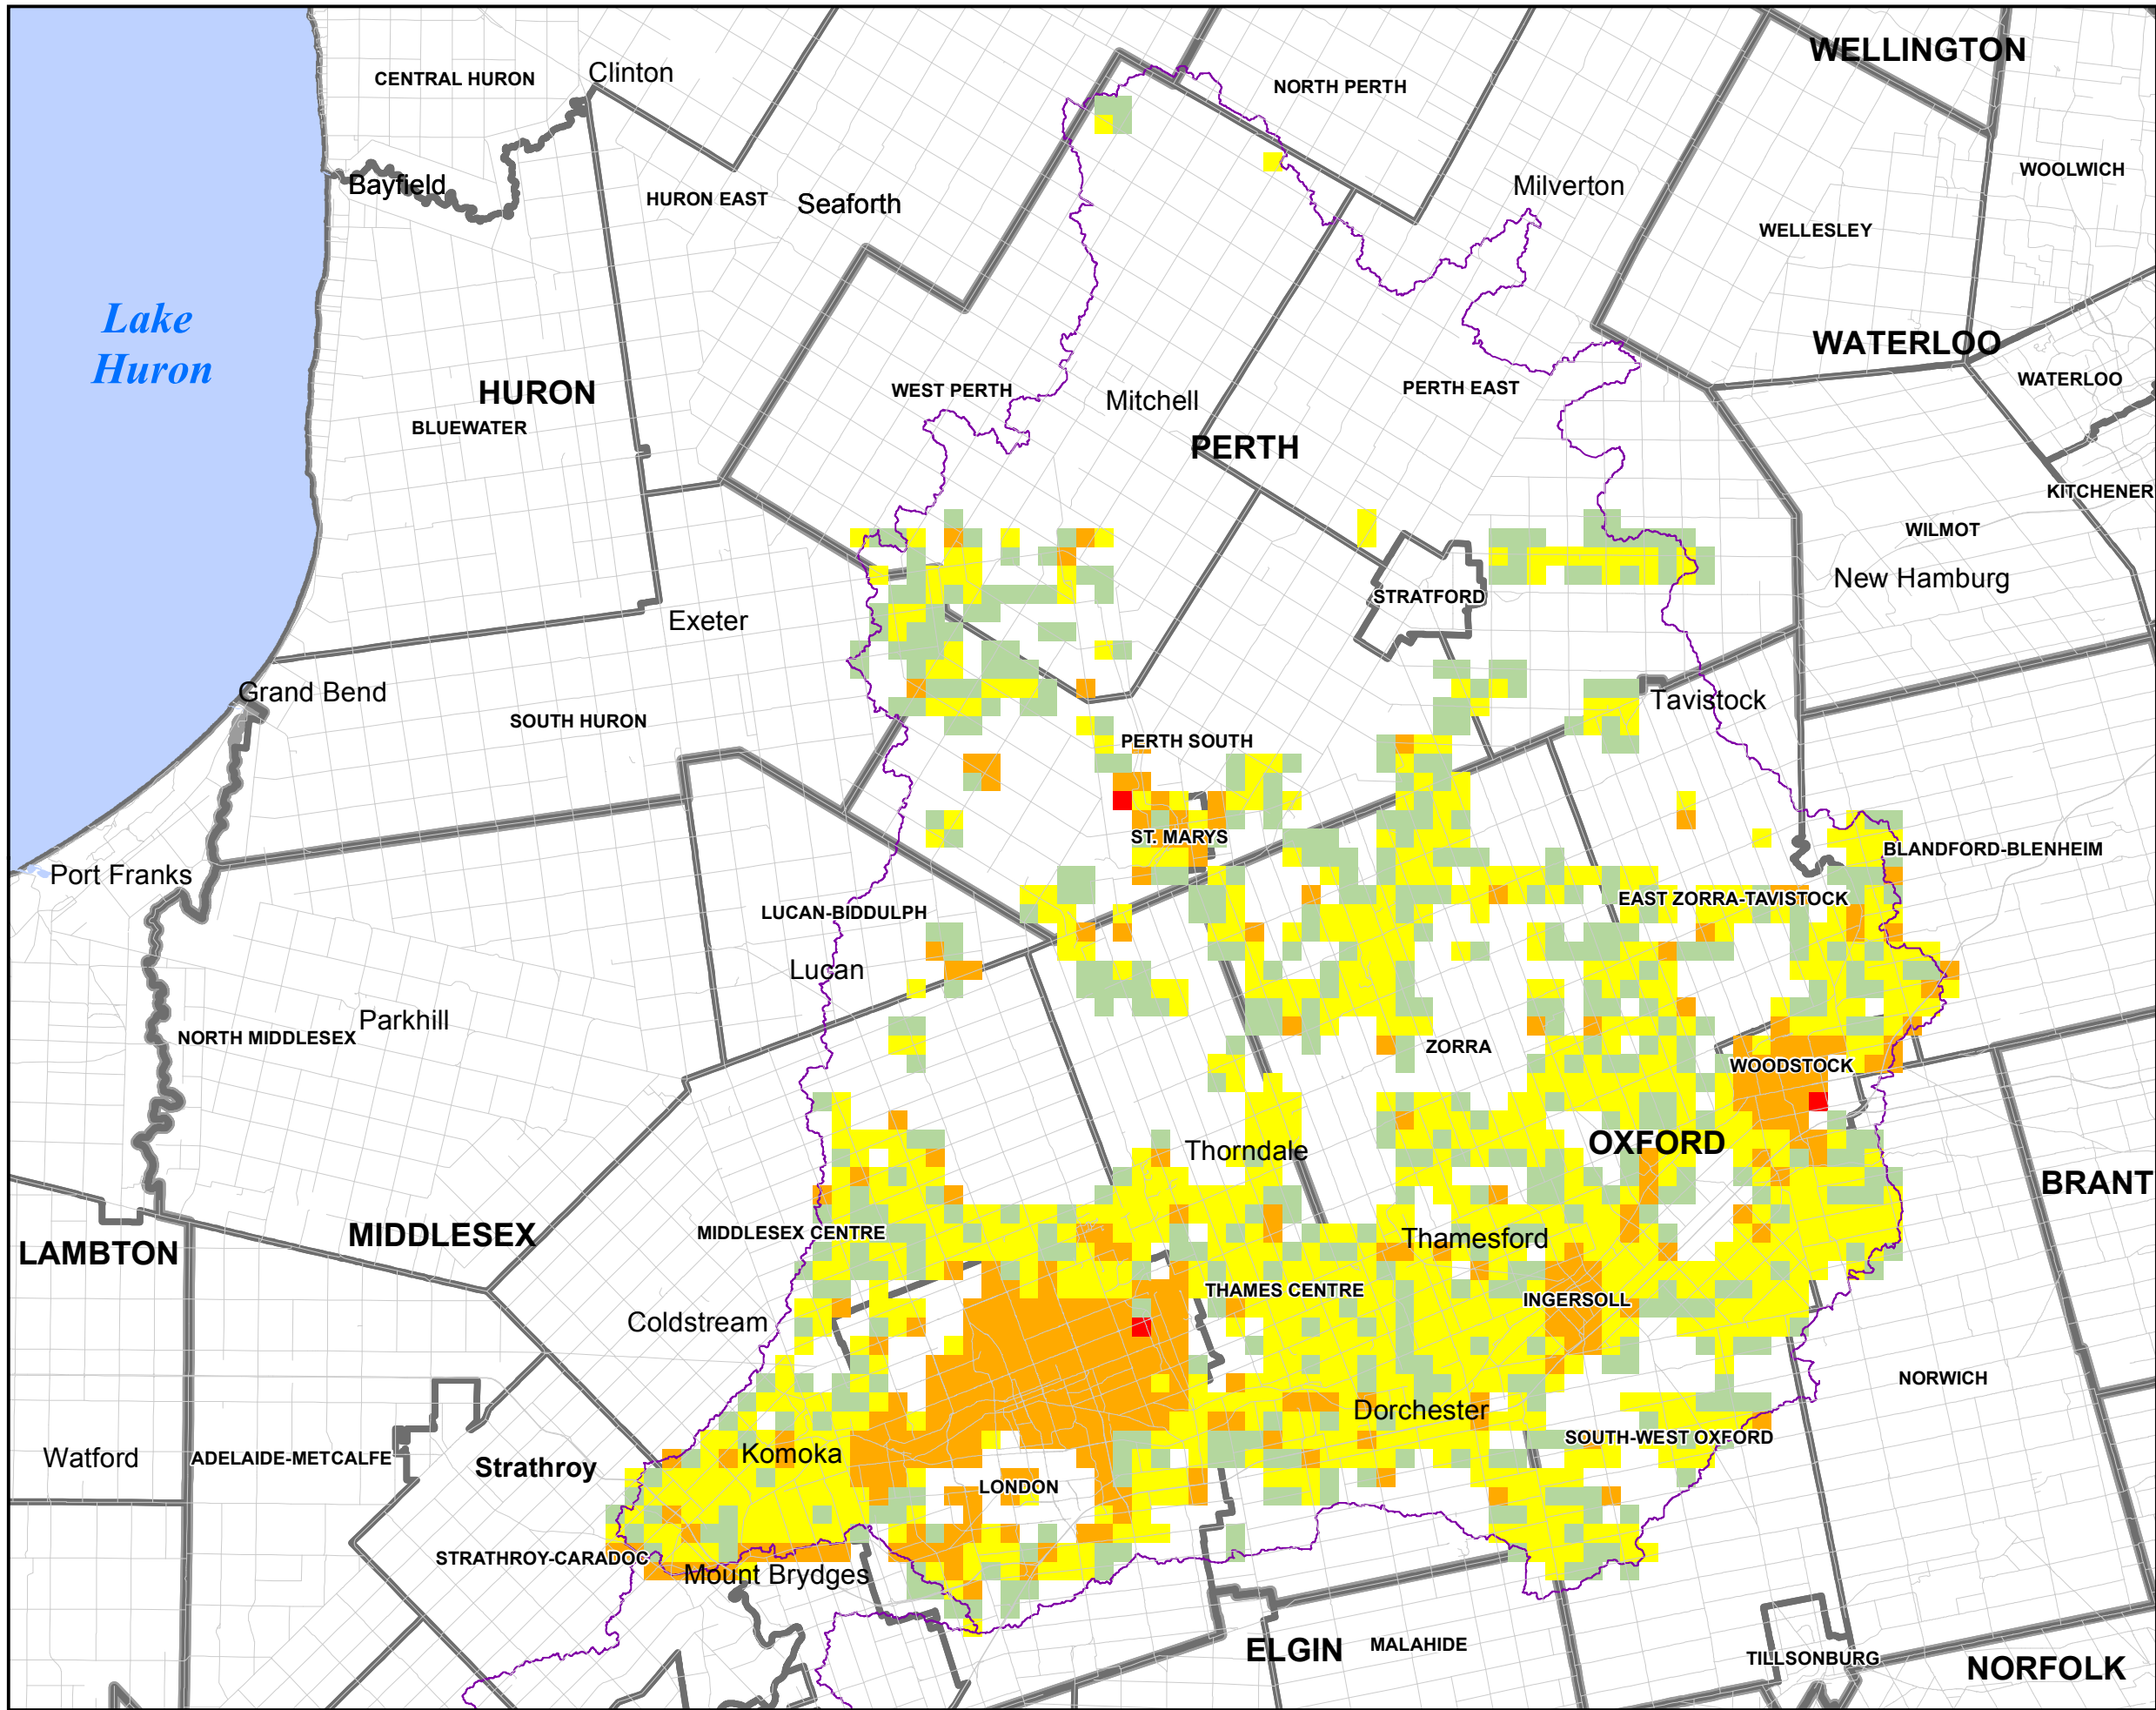 WELLINGTON
CENTRAL HURON
Clinton
NORTH PERTH
WOOLWICH
Bayfield
HURON EAST
Seaforth
Milverton
WELLESLEY
Lake
Huron
WATERLOO
HURON
WEST PERTH
Mitchell
PERTH EAST
WATERLOO
BLUEWATER
PERTH
KITCHENER
WILMOT
New Hamburg
STRATFORD
Exeter
Grand Bend
SOUTH HURON
Tavistock
PERTH SOUTH
ST. MARYS
BLANDFORD-BLENHEIM
Port Franks
LUCAN-BIDDULPH
EAST ZORRA-TAVISTOCK
Lucan
Parkhill
NORTH MIDDLESEX
ZORRA
WOODSTOCK
Thorndale
OXFORD
BRANT
MIDDLESEX
MIDDLESEX CENTRE
Thamesford
LAMBTON
THAMES CENTRE
INGERSOLL
Coldstream
NORWICH
Dorchester
SOUTH-WEST OXFORD
Watford
ADELAIDE-METCALFE
Strathroy
Komoka
LONDON
STRATHROY-CARADOC
Mount Brydges
ELGIN
MALAHIDE
TILLSONBURG
NORFOLK